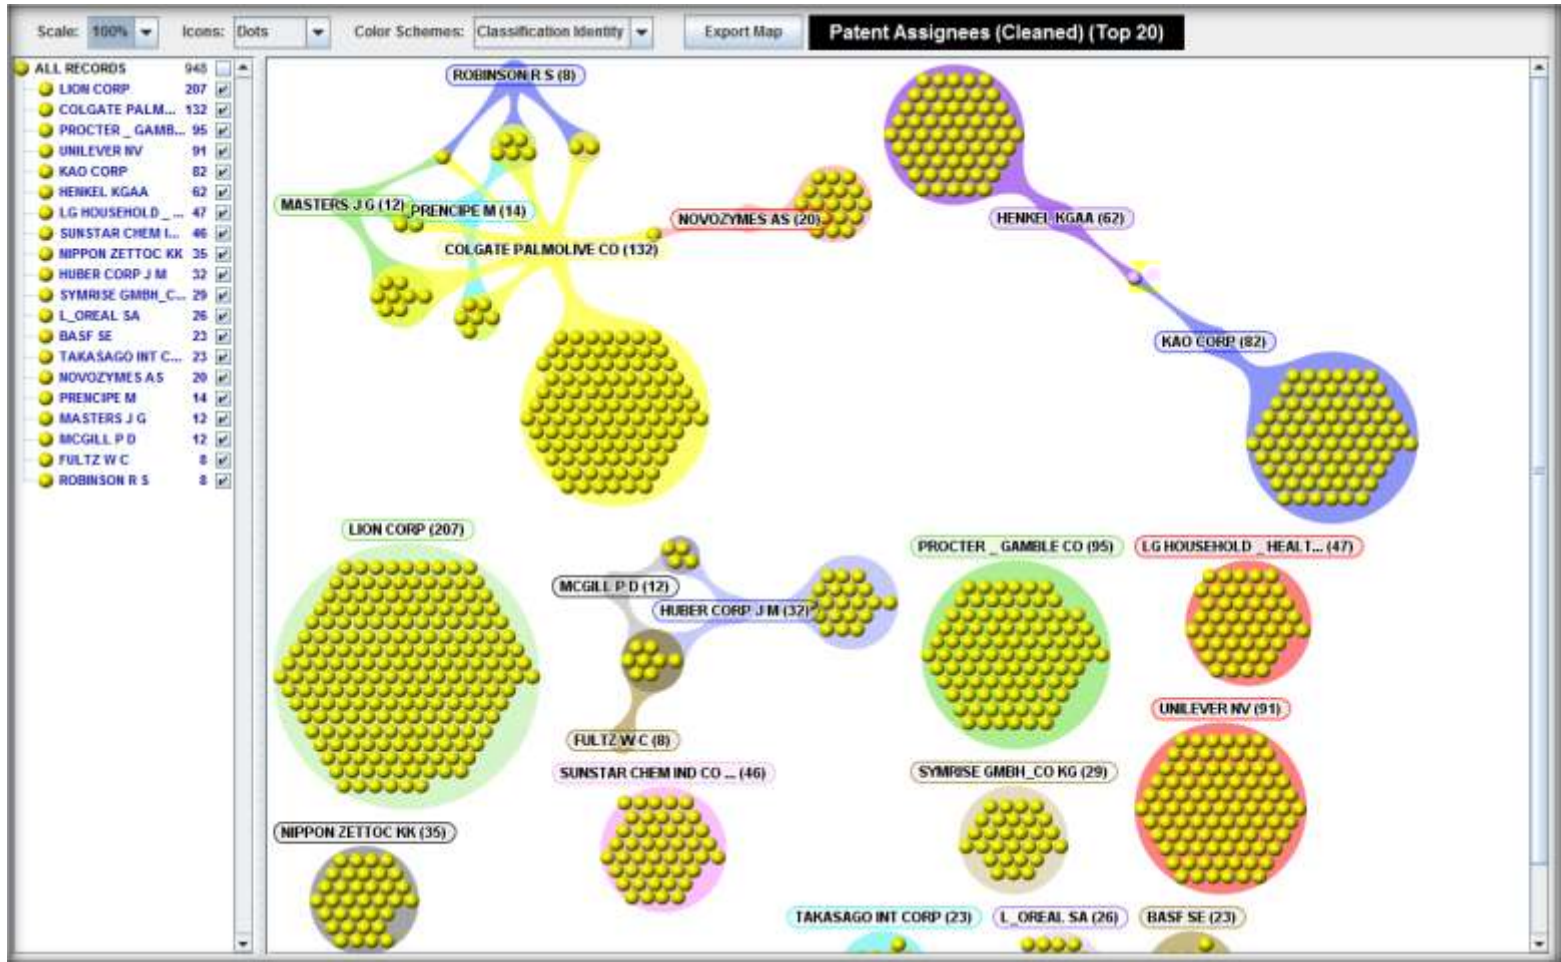 Scale: 100% Icons: Dots Color Schemes: Classification Identity Export Map Patent Assignees (Cleaned) (Top 20)
ALL RECORDS 948
LION CORP 207
COLGATE PALM... 132
PROCTER _ GAMB... 95
UNILEVER NV 91
KAO CORP 82
HENKEL KGAA 62
LG HOUSEHOLD _ ... 47
SUNSTAR CHEM I... 46
NIPPON ZETTOC KK 35
HUBER CORP J M 32
SYMRISE GMBH_C... 29
L_OREAL SA 26
BASF SE 23
TAKASAGO INT C... 23
NOVOZYMES AS 20
PRENCIPE M 14
MASTERS J G 12
MCGILL P D 12
FULTZ W C 8
ROBINSON R S 8
ROBINSON R S (8)
MASTERS J G (12)
PRENCIPE M (14)
NOVOZYMES AS (20)
HENKEL KGAA (62)
COLGATE PALMOLIVE CO (132)
KAO CORP (82)
LION CORP (207)
PROCTER _ GAMBLE CO (95)
LG HOUSEHOLD _ HEALT... (47)
MCGILL P D (12)
HUBER CORP J M (32)
UNILEVER NV (91)
FULTZ W C (8)
SUNSTAR CHEM IND CO ... (46)
SYMRISE GMBH_CO KG (29)
NIPPON ZETTOC KK (35)
TAKASAGO INT CORP (23)
L_OREAL SA (26)
BASF SE (23)